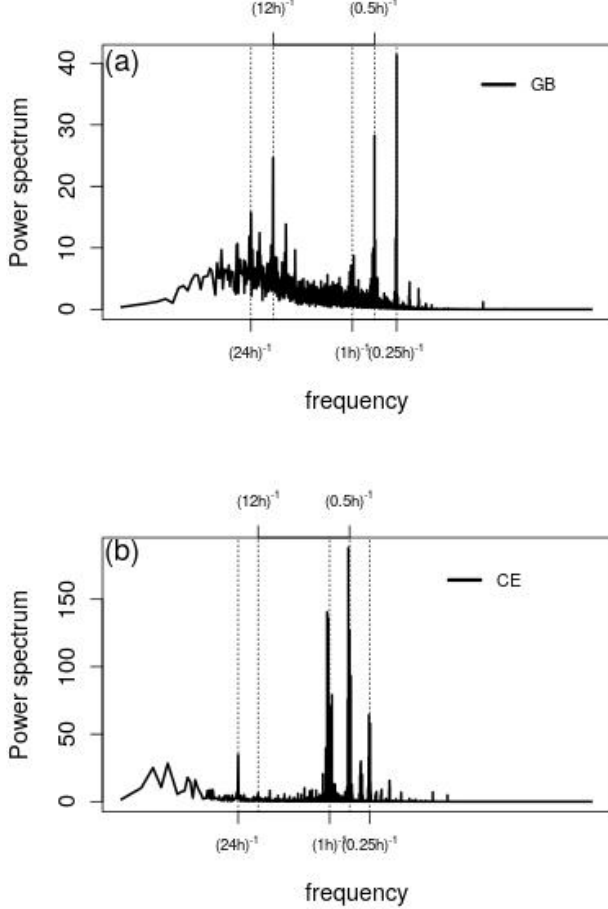 (12h)⁻¹ (0.5h)⁻¹
(a)
GB
Power spectrum
40
30
20
10
0
(24h)⁻¹ (1h)⁻¹ (0.25h)⁻¹
frequency
(12h)⁻¹ (0.5h)⁻¹
(b)
CE
Power spectrum
150
100
50
0
(24h)⁻¹ (1h)⁻¹ (0.25h)⁻¹
frequency